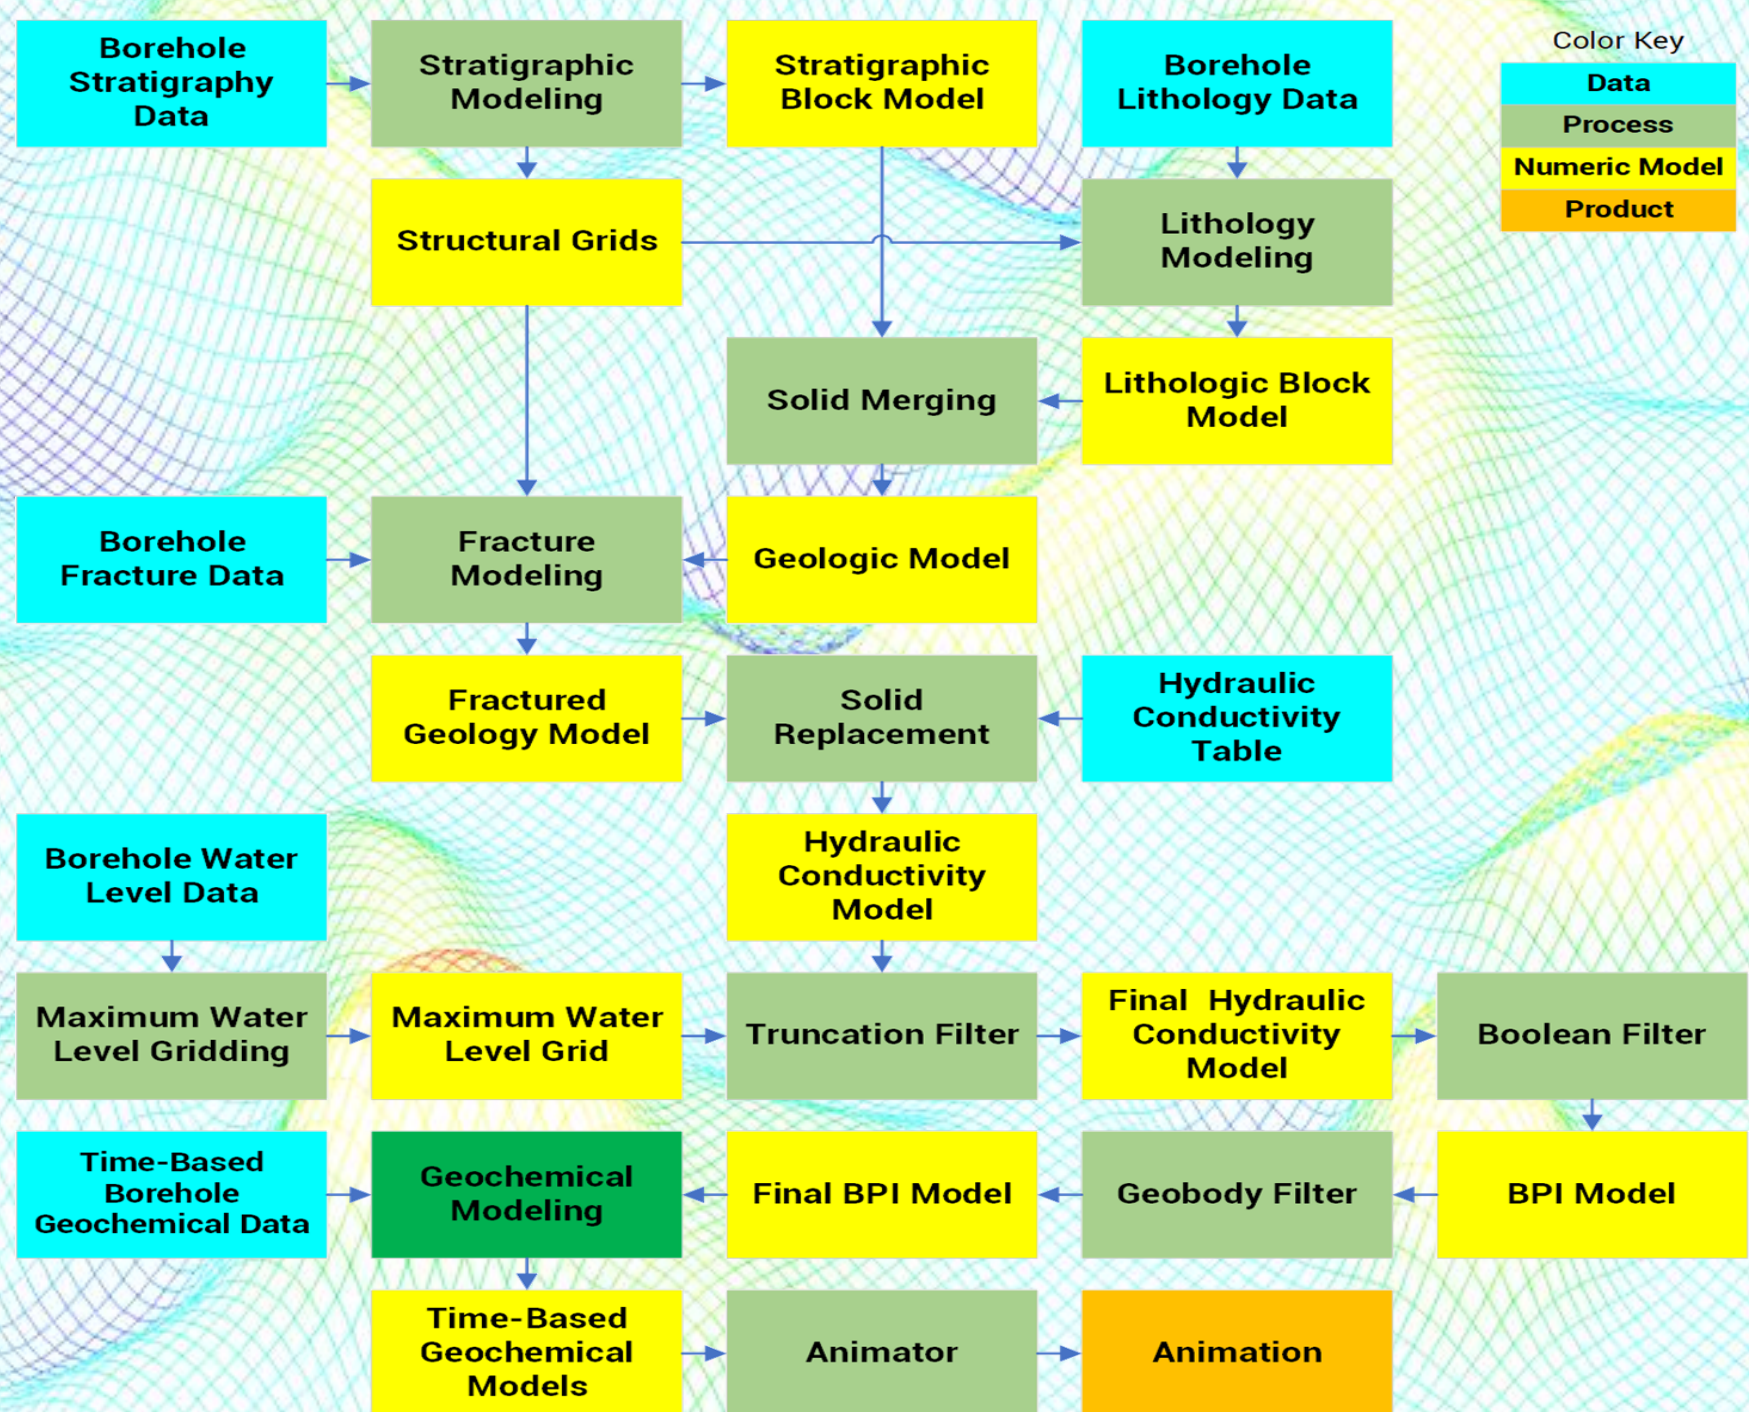 Borehole
Stratigraphy
Data
Stratigraphic
Modeling
Stratigraphic
Block Model
Borehole
Lithology Data
Color Key
Data
Process
Numeric Model
Product
Structural Grids
Lithology
Modeling
Solid Merging
Lithologic Block
Model
Borehole
Fracture Data
Fracture
Modeling
Geologic Model
Fractured
Geology Model
Solid
Replacement
Hydraulic
Conductivity
Table
Borehole Water
Level Data
Hydraulic
Conductivity
Model
Maximum Water
Level Gridding
Maximum Water
Level Grid
Truncation Filter
Final Hydraulic
Conductivity
Model
Boolean Filter
Time-Based
Borehole
Geochemical Data
Geochemical
Modeling
Final BPI Model
Geobody Filter
BPI Model
Time-Based
Geochemical
Models
Animator
Animation